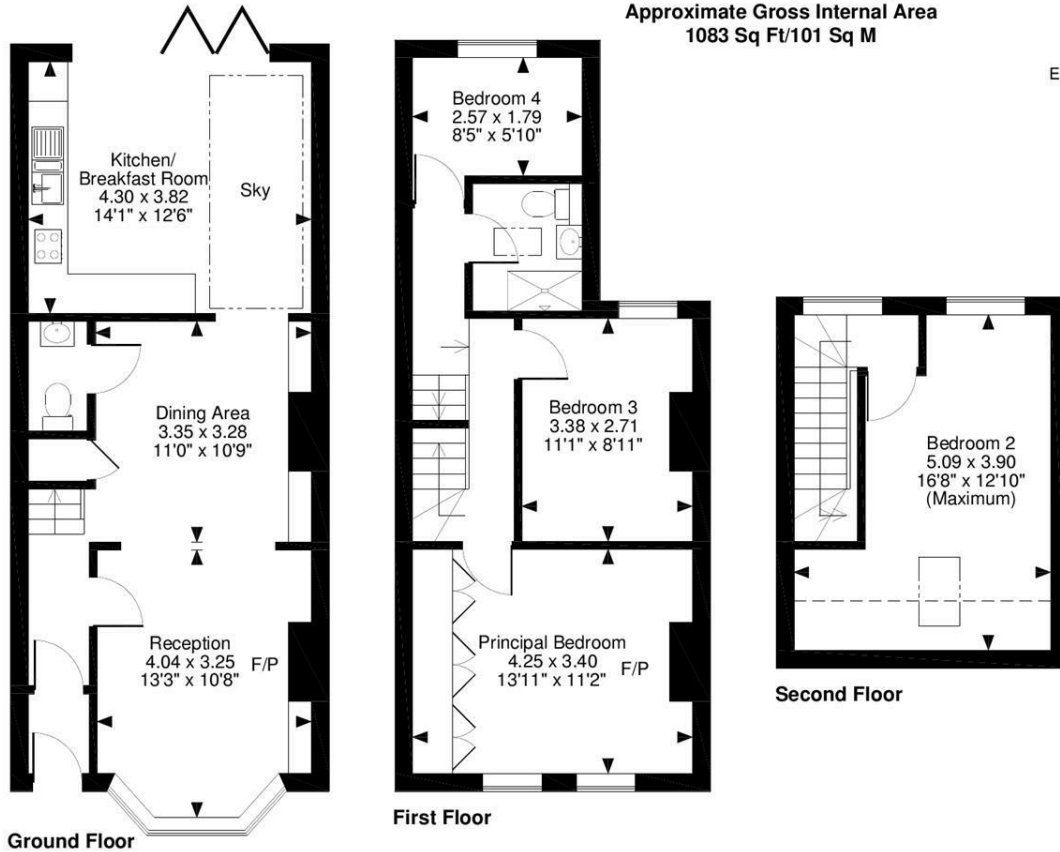 Approximate Gross Internal Area
1083 Sq Ft/101 Sq M
E
Kitchen/
Breakfast Room
4.30 x 3.82
14'1" x 12'6"
Sky
Dining Area
3.35 x 3.28
11'0" x 10'9"
Reception
4.04 x 3.25
13'3" x 10'8"
F/P
Ground Floor
Bedroom 4
2.57 x 1.79
8'5" x 5'10"
Bedroom 3
3.38 x 2.71
11'1" x 8'11"
Principal Bedroom
4.25 x 3.40
13'11" x 11'2"
F/P
First Floor
Bedroom 2
5.09 x 3.90
16'8" x 12'10"
(Maximum)
Second Floor